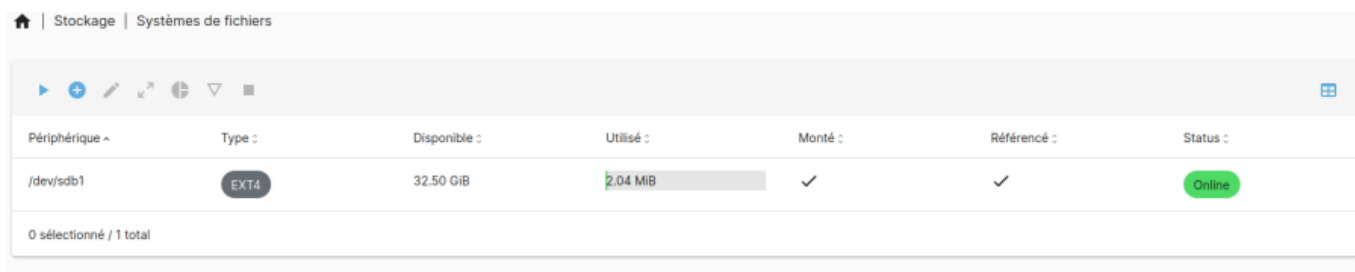 Stockage | Systèmes de fichiers
Périphérique Type Disponible Utilisé Monté Référencé Status
/dev/sdb1 EXT4 32.50 GiB 2.04 MiB Online
0 sélectionné / 1 total